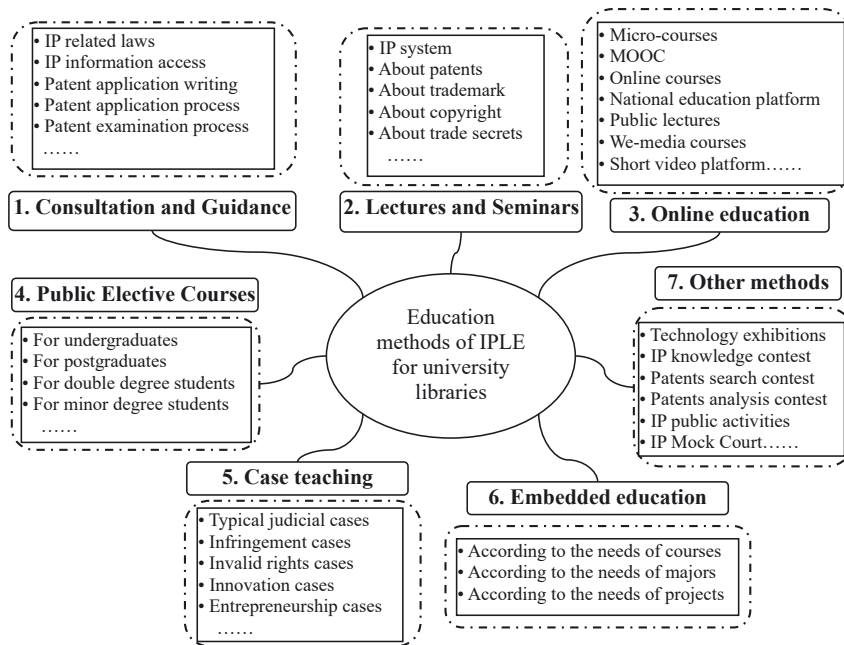 • IP related laws
• IP information access
• Patent application writing
• Patent application process
• Patent examination process
……
1. Consultation and Guidance
• IP system
• About patents
• About trademark
• About copyright
• About trade secrets
……
2. Lectures and Seminars
• Micro-courses
• MOOC
• Online courses
• National education platform
• Public lectures
• We-media courses
• Short video platform……
3. Online education
4. Public Elective Courses
• For undergraduates
• For postgraduates
• For double degree students
• For minor degree students
……
Education
methods of IPLE
for university
libraries
7. Other methods
• Technology exhibitions
• IP knowledge contest
• Patents search contest
• Patents analysis contest
• IP public activities
• IP Mock Court……
5. Case teaching
• Typical judicial cases
• Infringement cases
• Invalid rights cases
• Innovation cases
• Entrepreneurship cases
……
6. Embedded education
• According to the needs of courses
• According to the needs of majors
• According to the needs of projects